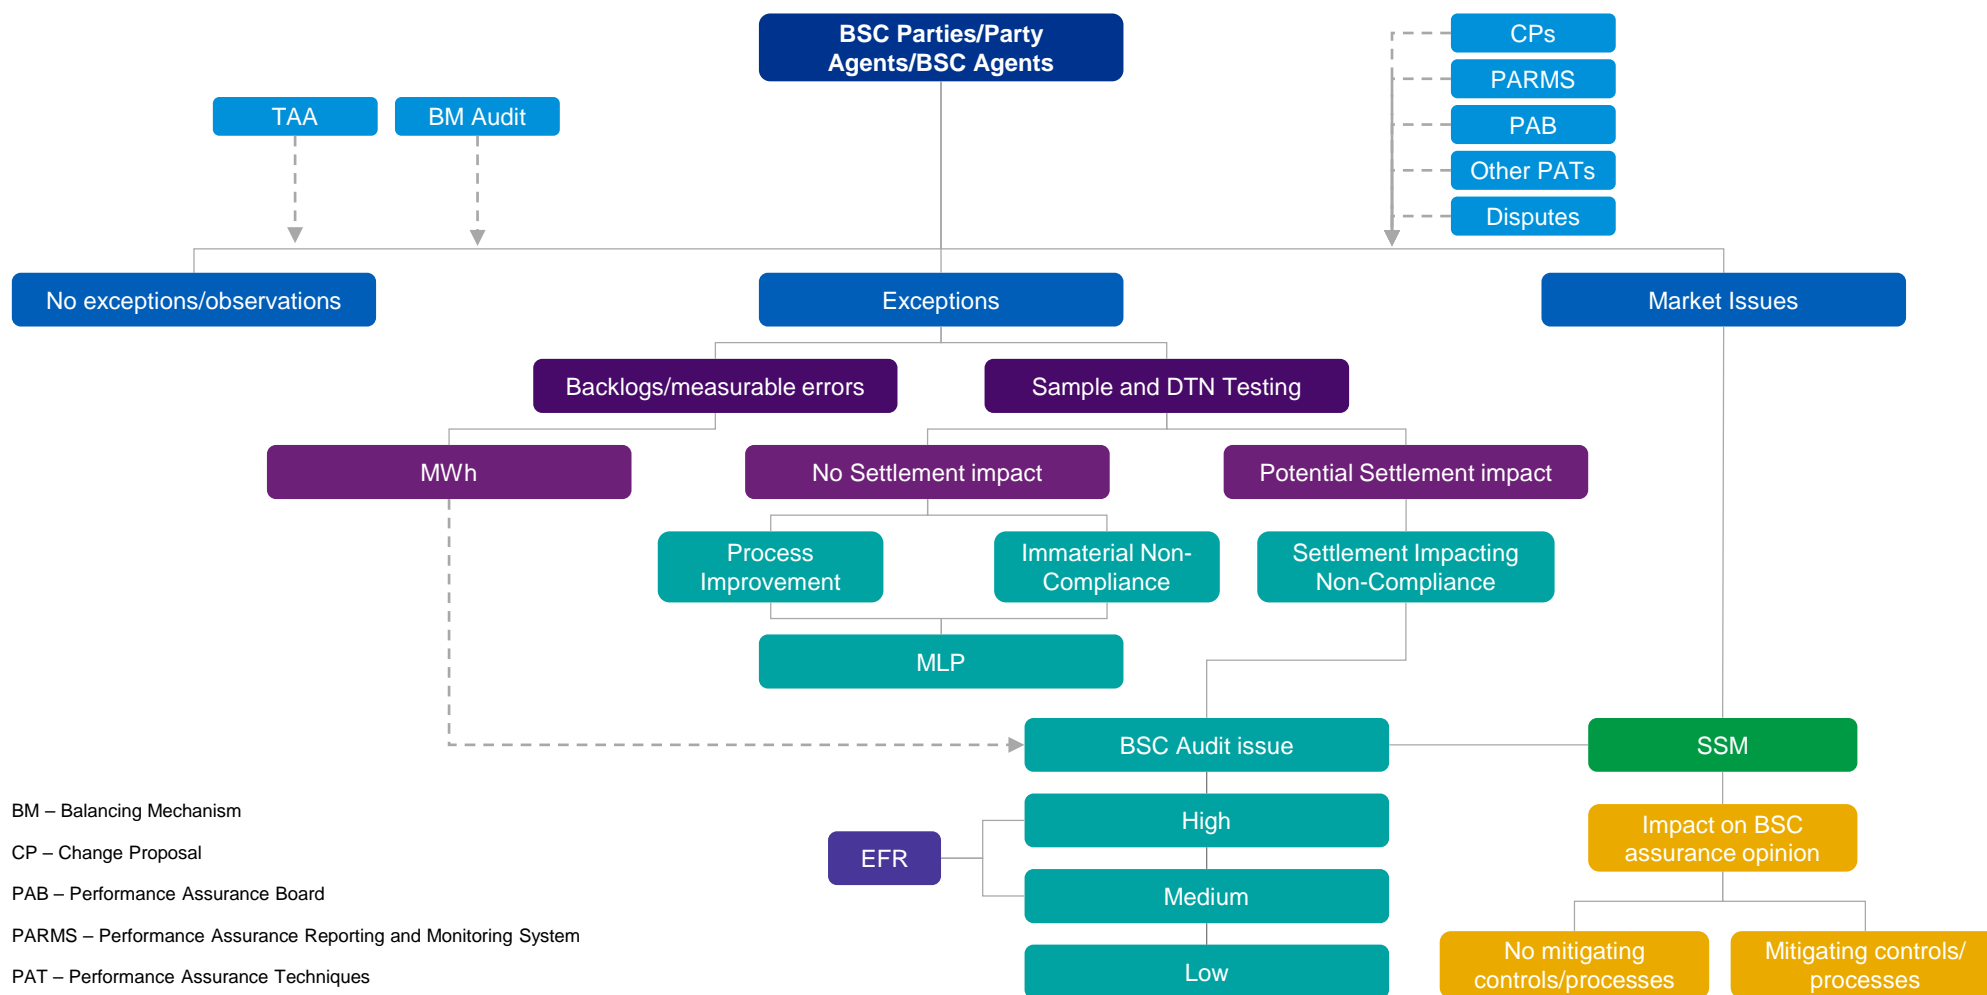 BSC Parties/Party
Agents/BSC Agents
CPs
PARMS
PAB
Other PATs
Disputes
TAA
BM Audit
No exceptions/observations
Exceptions
Market Issues
Backlogs/measurable errors
Sample and DTN Testing
MWh
No Settlement impact
Potential Settlement impact
Process
Improvement
Immaterial Non-
Compliance
Settlement Impacting
Non-Compliance
MLP
BSC Audit issue
SSM
High
EFR
Medium
Low
Impact on BSC
assurance opinion
No mitigating
controls/processes
Mitigating controls/
processes
BM – Balancing Mechanism
CP – Change Proposal
PAB – Performance Assurance Board
PARMS – Performance Assurance Reporting and Monitoring System
PAT – Performance Assurance Techniques